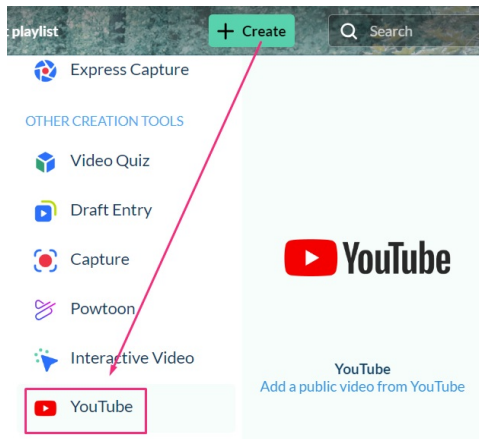 t playlist
+ Create
Search
Express Capture
OTHER CREATION TOOLS
Video Quiz
Draft Entry
Capture
Powtoon
Interactive Video
YouTube
YouTube
YouTube
Add a public video from YouTube